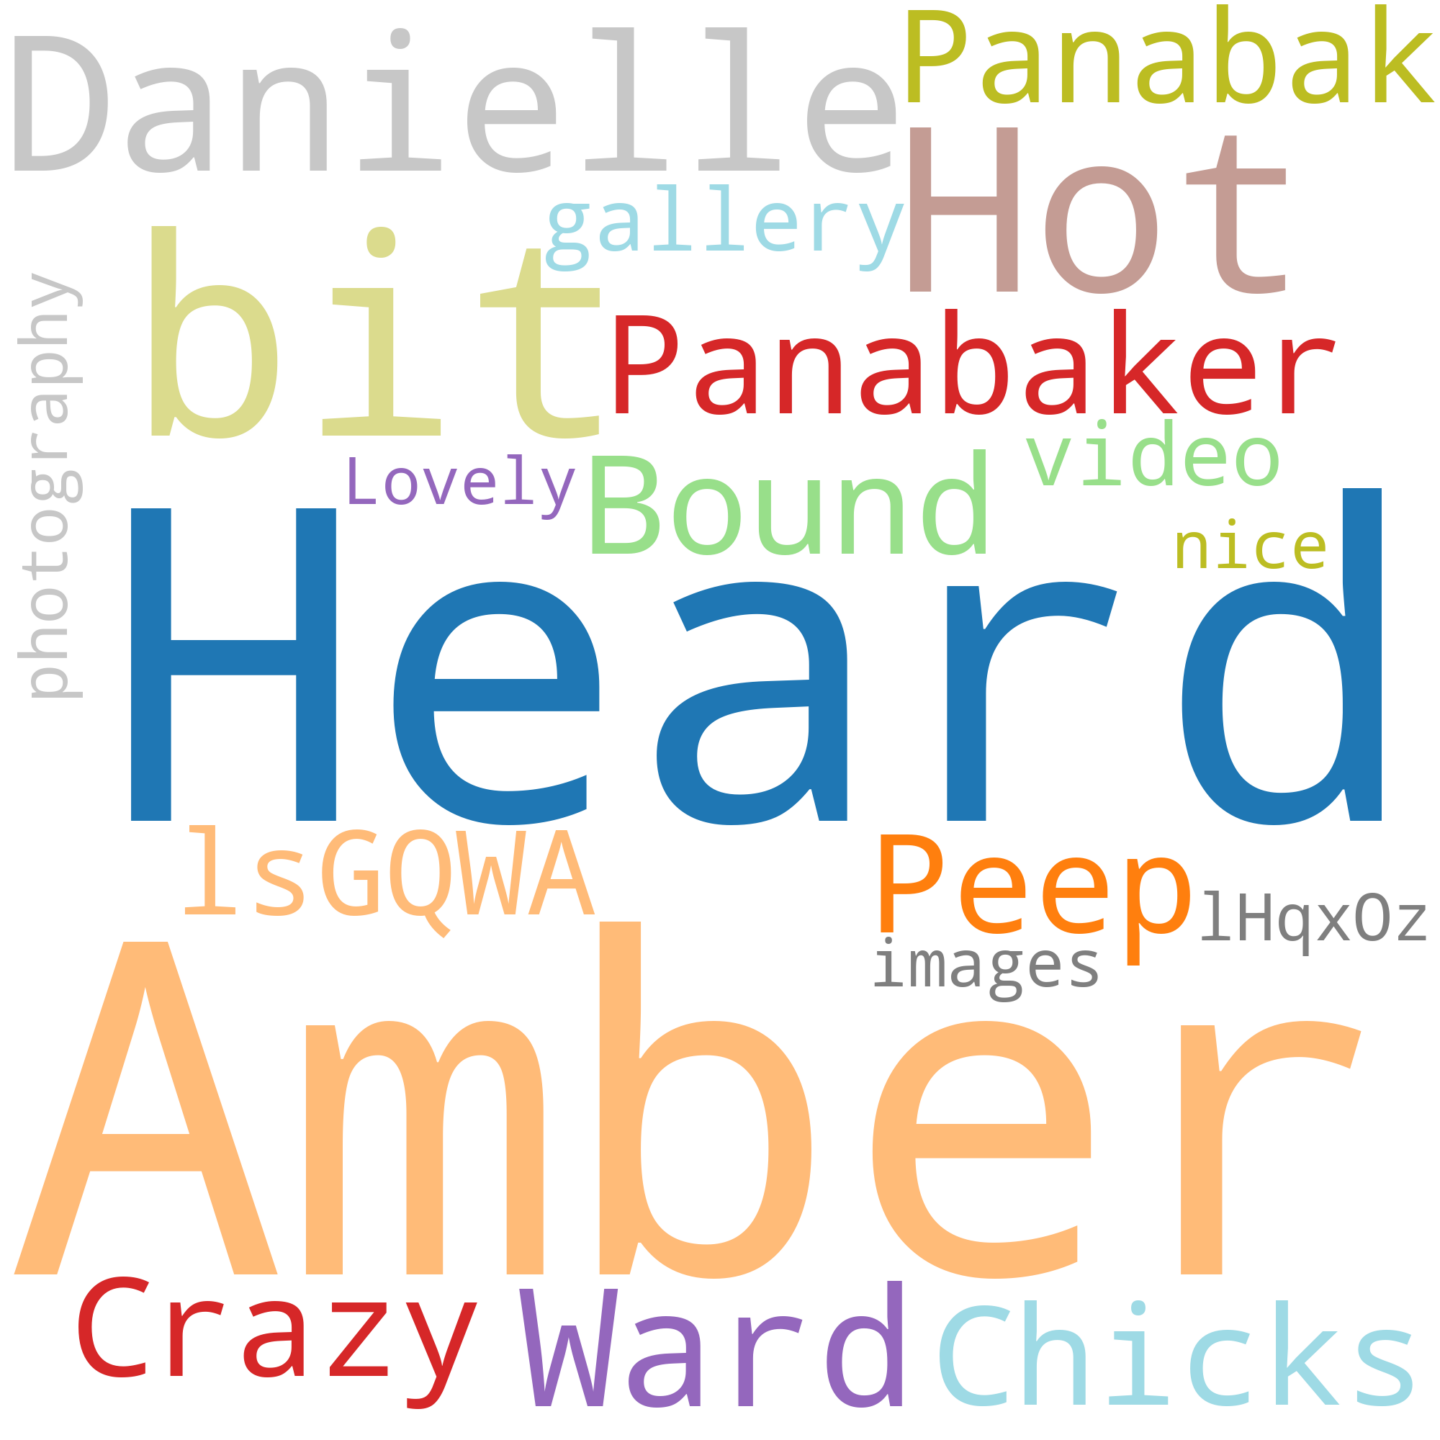 Danielle
Panabak
Hot
gallery
bit
photography
Panabaker
video
Lovely
Bound
nice
Heard
lsGQWA
Peep
lHqxOz
images
Amber
Crazy
Ward
Chicks